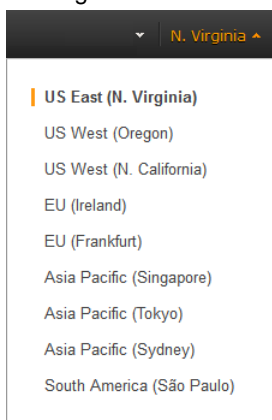 N. Virginia
US East (N. Virginia)
US West (Oregon)
US West (N. California)
EU (Ireland)
EU (Frankfurt)
Asia Pacific (Singapore)
Asia Pacific (Tokyo)
Asia Pacific (Sydney)
South America (São Paulo)